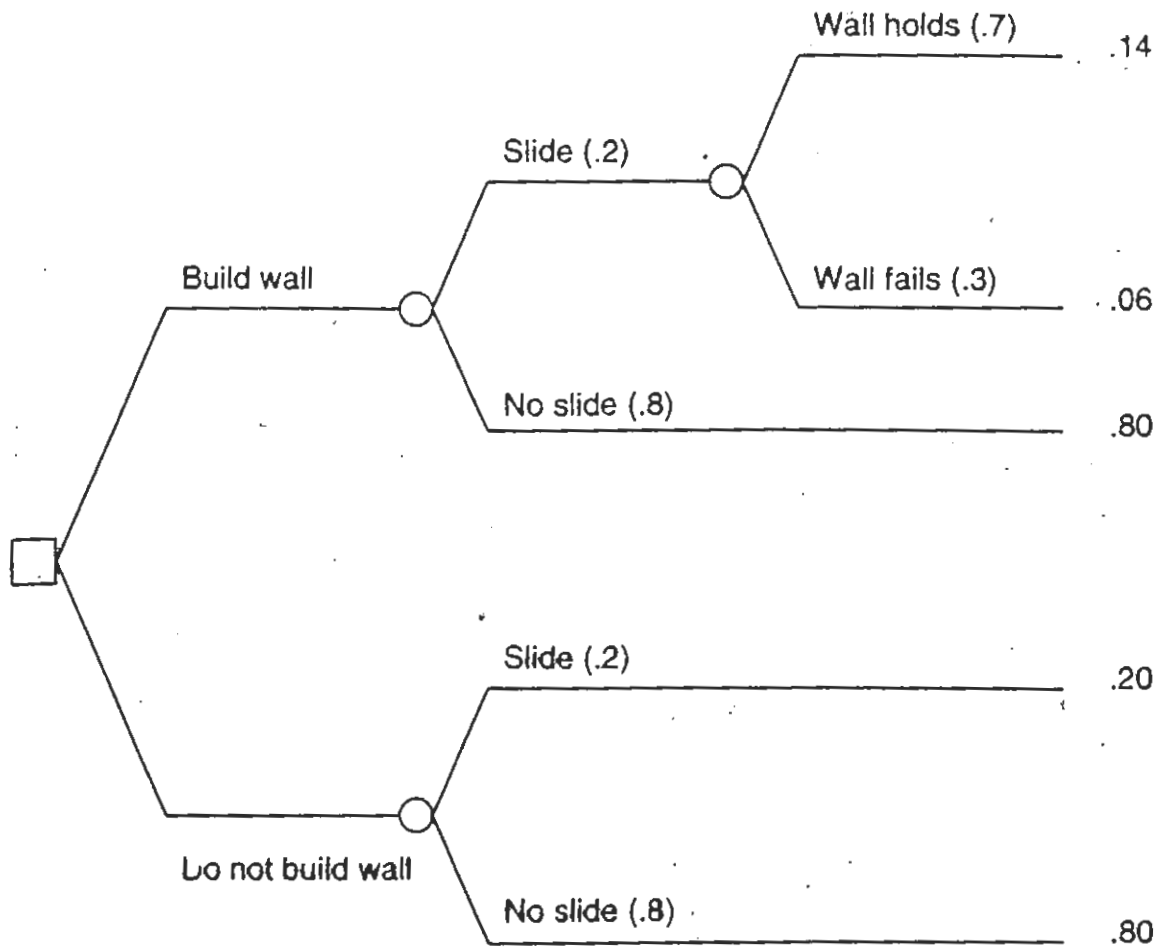 Wall holds (.7)
.14
Slide (.2)
Build wall
Wall fails (.3)
.06
No slide (.8)
.80
Slide (.2)
.20
Do not build wall
No slide (.8)
.80